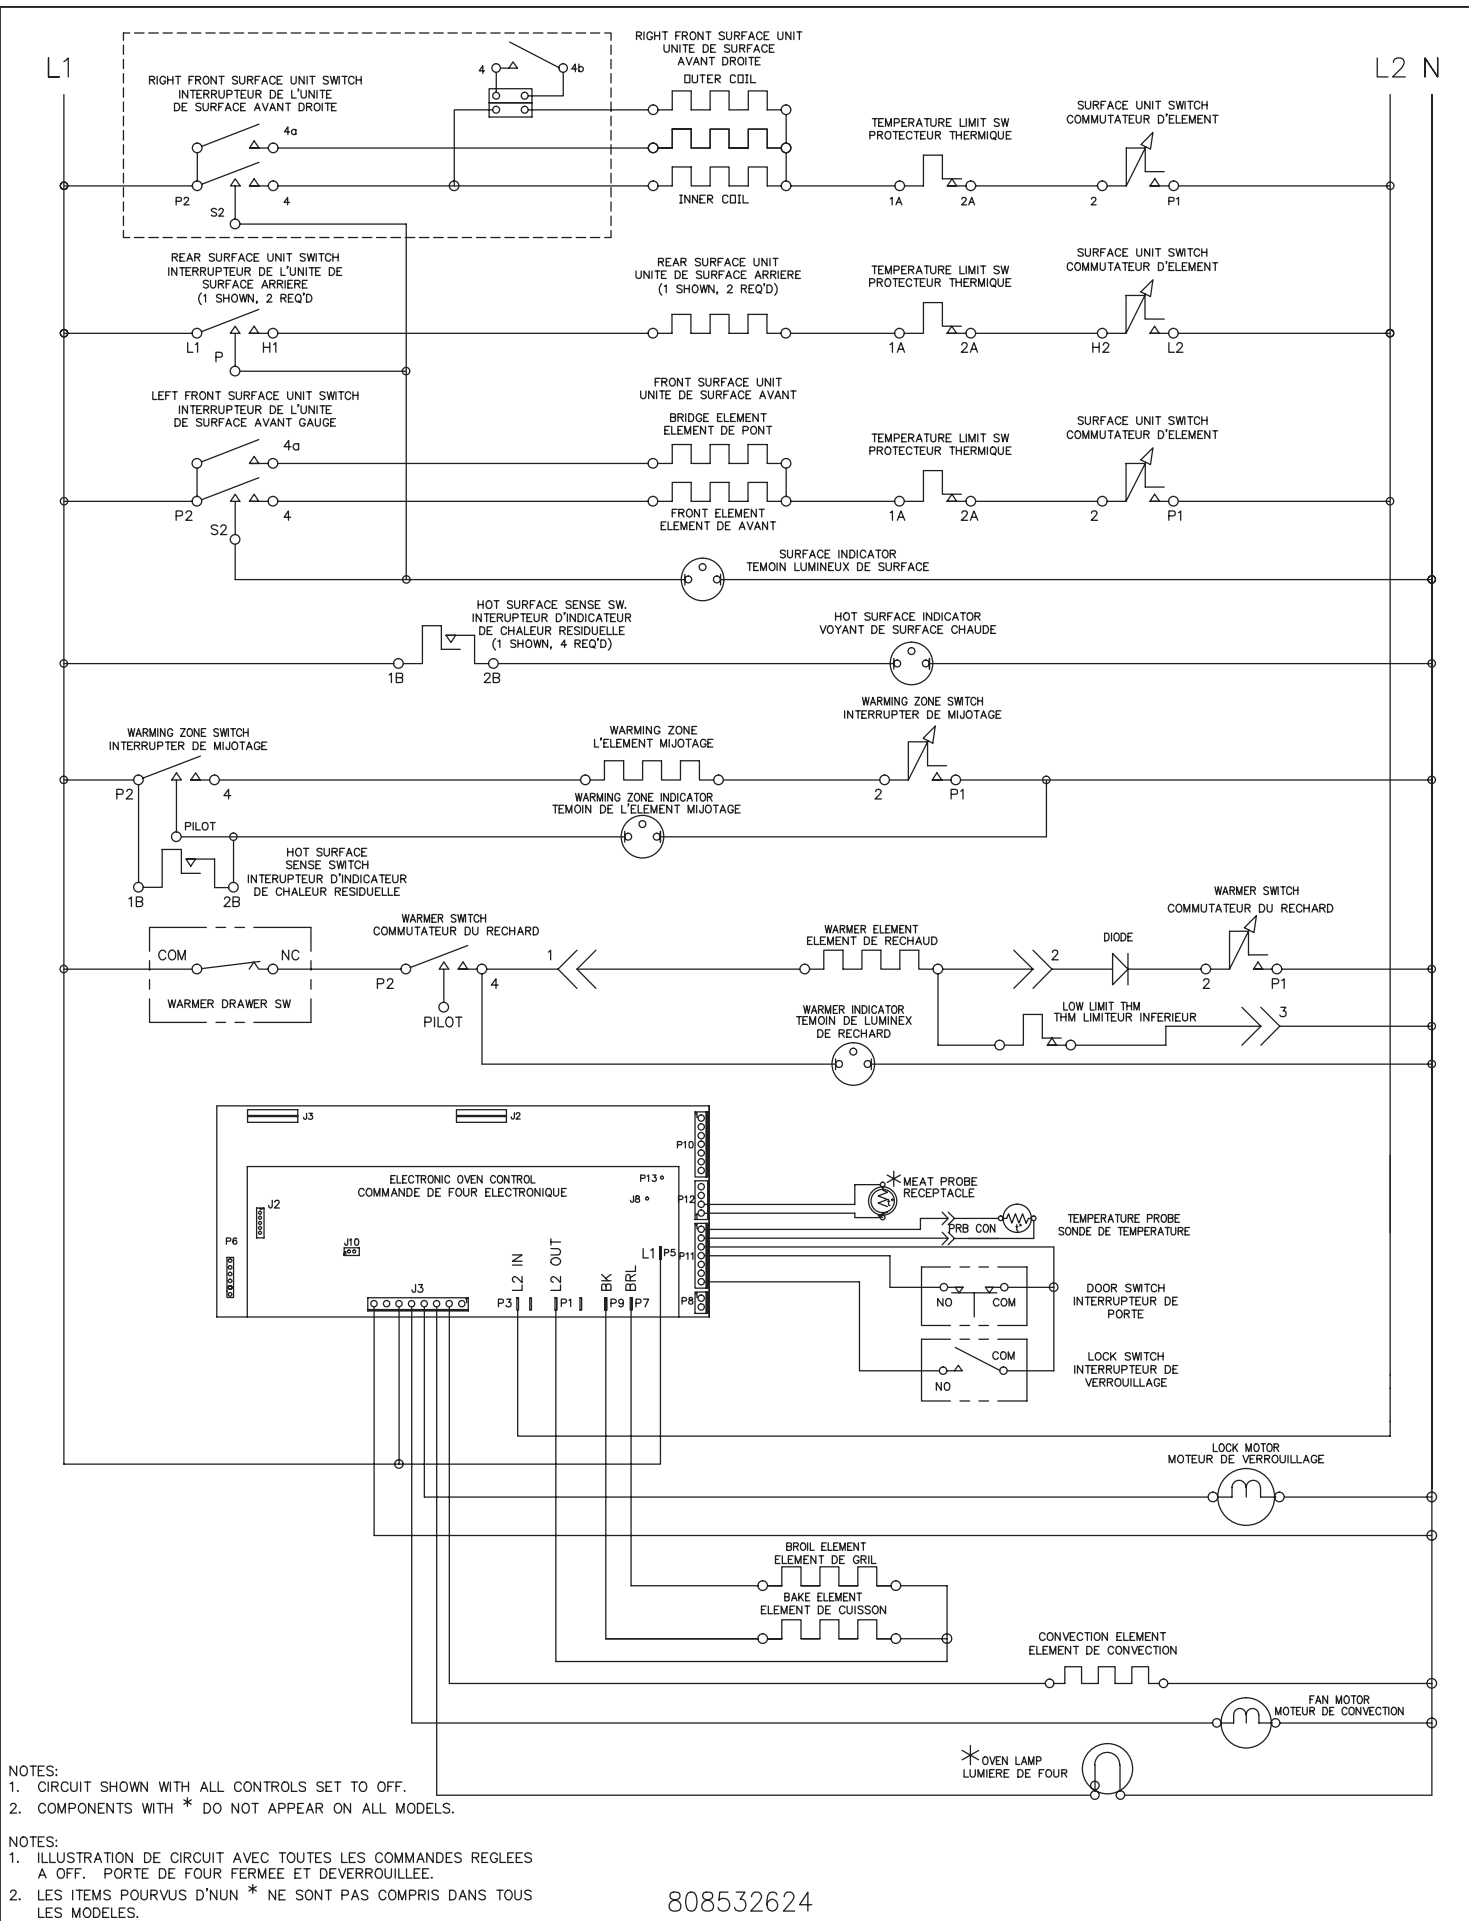 L1
L2 N
RIGHT FRONT SURFACE UNIT SWITCH
INTERRUPTEUR DE L'UNITE
DE SURFACE AVANT DROITE
4
4b
RIGHT FRONT SURFACE UNIT
UNITE DE SURFACE
AVANT DROITE
OUTER COIL
INNER COIL
TEMPERATURE LIMIT SW
PROTECTEUR THERMIQUE
SURFACE UNIT SWITCH
COMMUTATEUR D'ELEMENT
4a
P2
S2
4
1A
2A
2
P1
REAR SURFACE UNIT SWITCH
INTERRUPTEUR DE L'UNITE DE
SURFACE ARRIERE
(1 SHOWN, 2 REQ'D
REAR SURFACE UNIT
UNITE DE SURFACE ARRIERE
(1 SHOWN, 2 REQ'D)
TEMPERATURE LIMIT SW
PROTECTEUR THERMIQUE
SURFACE UNIT SWITCH
COMMUTATEUR D'ELEMENT
L1
P
H1
1A
2A
H2
L2
LEFT FRONT SURFACE UNIT SWITCH
INTERRUPTEUR DE L'UNITE
DE SURFACE AVANT GAUGE
FRONT SURFACE UNIT
UNITE DE SURFACE AVANT
BRIDGE ELEMENT
ELEMENT DE PONT
FRONT ELEMENT
ELEMENT DE AVANT
TEMPERATURE LIMIT SW
PROTECTEUR THERMIQUE
SURFACE UNIT SWITCH
COMMUTATEUR D'ELEMENT
4a
P2
S2
4
1A
2A
2
P1
SURFACE INDICATOR
TEMOIN LUMINEUX DE SURFACE
HOT SURFACE SENSE SW.
INTERUPTEUR D'INDICATEUR
DE CHALEUR RESIDUELLE
(1 SHOWN, 4 REQ'D)
1B
2B
HOT SURFACE INDICATOR
VOYANT DE SURFACE CHAUDE
WARMING ZONE SWITCH
INTERRUPTER DE MIJOTAGE
WARMING ZONE
L'ELEMENT MIJOTAGE
WARMING ZONE SWITCH
INTERRUPTER DE MIJOTAGE
P2
4
2
P1
WARMING ZONE INDICATOR
TEMOIN DE L'ELEMENT MIJOTAGE
PILOT
HOT SURFACE
SENSE SWITCH
INTERUPTEUR D'INDICATEUR
DE CHALEUR RESIDUELLE
1B
2B
COM
NC
WARMER DRAWER SW
WARMER SWITCH
COMMUTATEUR DU RECHARD
P2
4
PILOT
1
WARMER ELEMENT
ELEMENT DE RECHAUD
2
DIODE
WARMER SWITCH
COMMUTATEUR DU RECHARD
2
P1
WARMER INDICATOR
TEMOIN DE LUMINEX
DE RECHARD
LOW LIMIT THM
THM LIMITEUR INFERIEUR
3
J3
J2
P10
ELECTRONIC OVEN CONTROL
COMMANDE DE FOUR ELECTRONIQUE
P13
J8
P12
J2
P6
J10
J3
L2 IN
L2 OUT
BK
BRL
L1
P5
P11
P3
P1
P9
P7
P8
*MEAT PROBE
RECEPTACLE
t°
PRB CON
t°
TEMPERATURE PROBE
SONDE DE TEMPERATURE
NO
COM
DOOR SWITCH
INTERRUPTEUR DE
PORTE
COM
NO
LOCK SWITCH
INTERRUPTEUR DE
VERROUILLAGE
LOCK MOTOR
MOTEUR DE VERROUILLAGE
BROIL ELEMENT
ELEMENT DE GRIL
BAKE ELEMENT
ELEMENT DE CUISSON
CONVECTION ELEMENT
ELEMENT DE CONVECTION
FAN MOTOR
MOTEUR DE CONVECTION
*OVEN LAMP
LUMIERE DE FOUR
NOTES:
1. CIRCUIT SHOWN WITH ALL CONTROLS SET TO OFF.
2. COMPONENTS WITH * DO NOT APPEAR ON ALL MODELS.
NOTES:
1. ILLUSTRATION DE CIRCUIT AVEC TOUTES LES COMMANDES REGLEES
A OFF. PORTE DE FOUR FERMEE ET DEVERROUILLEE.
2. LES ITEMS POURVUS D'NUN * NE SONT PAS COMPRIS DANS TOUS
LES MODELES.
808532624